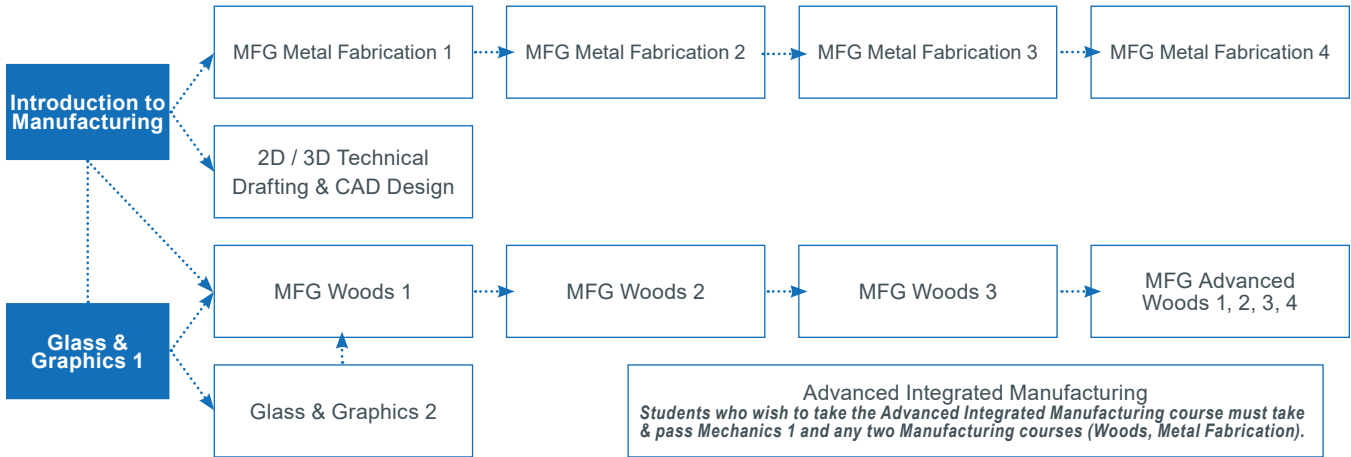 MFG Metal Fabrication 1
MFG Metal Fabrication 2
MFG Metal Fabrication 3
MFG Metal Fabrication 4
Introduction to
Manufacturing
2D / 3D Technical
Drafting & CAD Design
MFG Woods 1
MFG Woods 2
MFG Woods 3
MFG Advanced
Woods 1, 2, 3, 4
Glass &
Graphics 1
Glass & Graphics 2
Advanced Integrated Manufacturing
Students who wish to take the Advanced Integrated Manufacturing course must take
& pass Mechanics 1 and any two Manufacturing courses (Woods, Metal Fabrication).